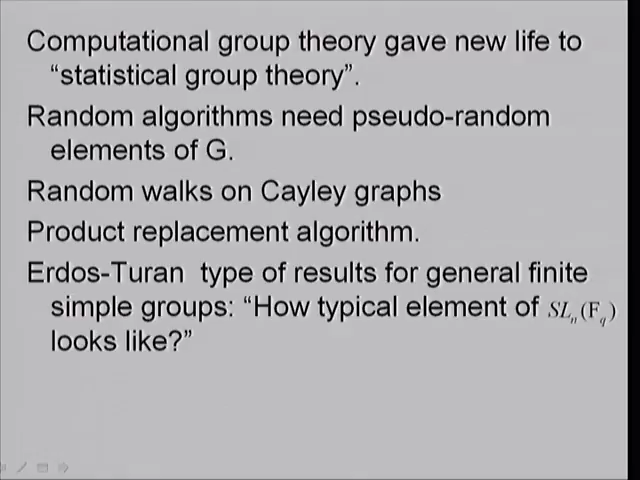 Computational group theory gave new life to
“statistical group theory”.
Random algorithms need pseudo-random
elements of G.
Random walks on Cayley graphs
Product replacement algorithm.
Erdos-Turan  type of results for general finite
simple groups: “How typical element of SL_n(F_q)
looks like?”